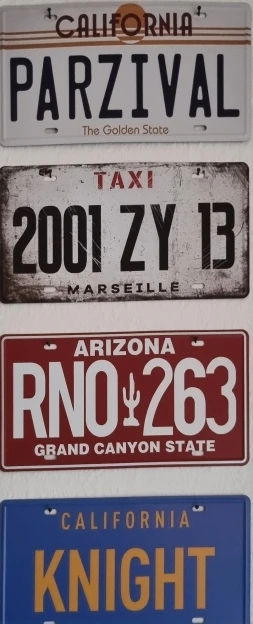 CALIFORNIA
PARZIVAL
The Golden State
TAXI
2001 ZY 13
MARSEILLE
ARIZONA
RNO 263
GRAND CANYON STATE
CALIFORNIA
KNIGHT